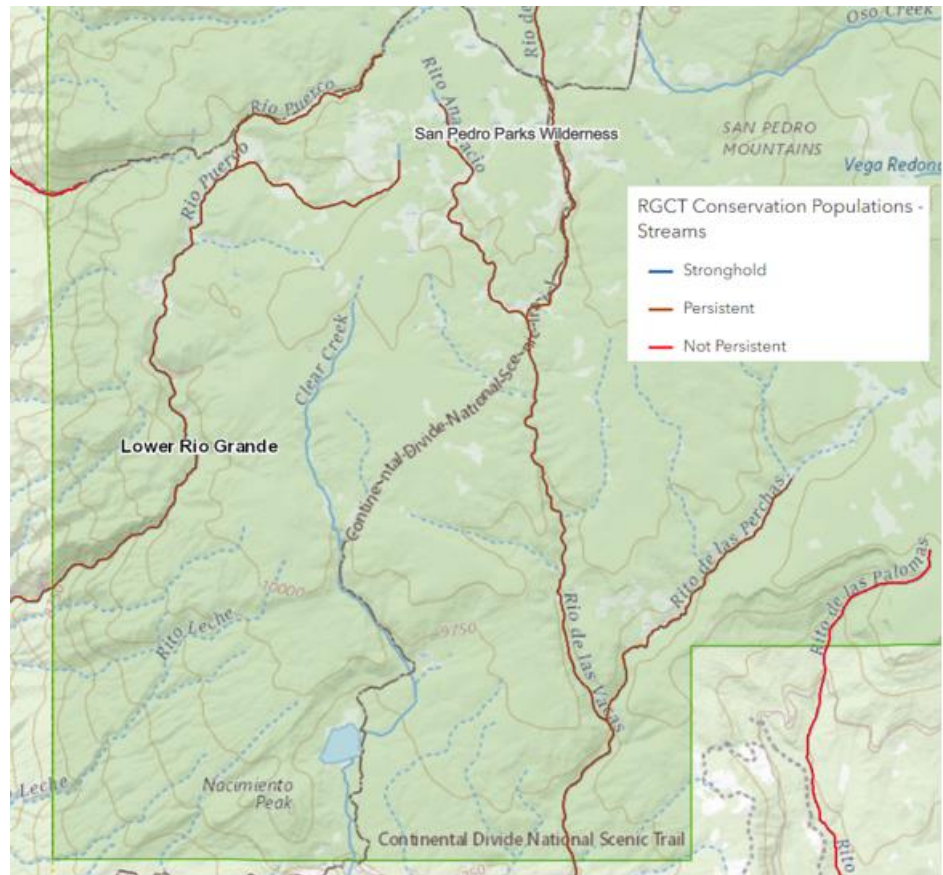 Oso Creek
Rio de
Rito Anastacio
Rio Puerco
San Pedro Parks Wilderness
SAN PEDRO
MOUNTAINS
Vega Redond
Rio Puerco
RGCT Conservation Populations -
Streams
Stronghold
Persistent
Not Persistent
Clear Creek
Continental-Divide-National-Scenic-Trail
Lower Rio Grande
Rito de las Perchas
10000
Rito Leche
9750
Rio de las Vacas
Rito de las Palomas
Leche
Nacimiento
Peak
Continental Divide National Scenic Trail
Rito